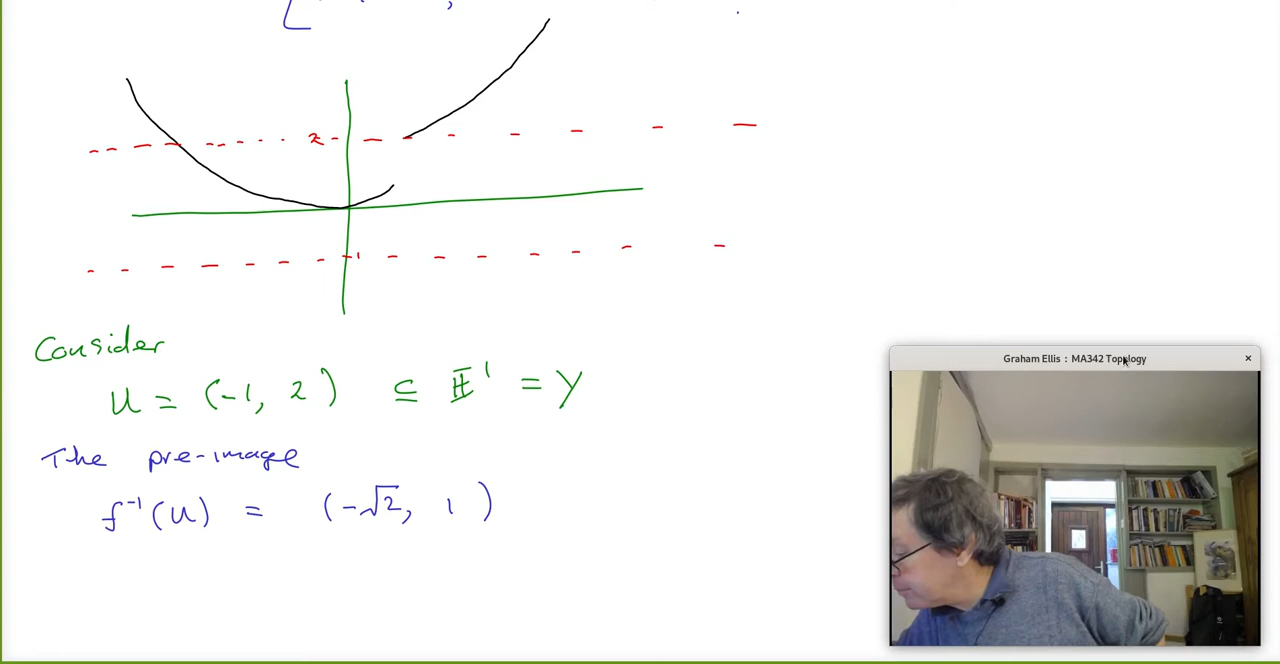 2
-1
Consider
U = (-1, 2) ⊆ 𝔼¹ = Y
The pre-image
f⁻¹(U) = (-√2, 1)
Graham Ellis : MA342 Topology
×